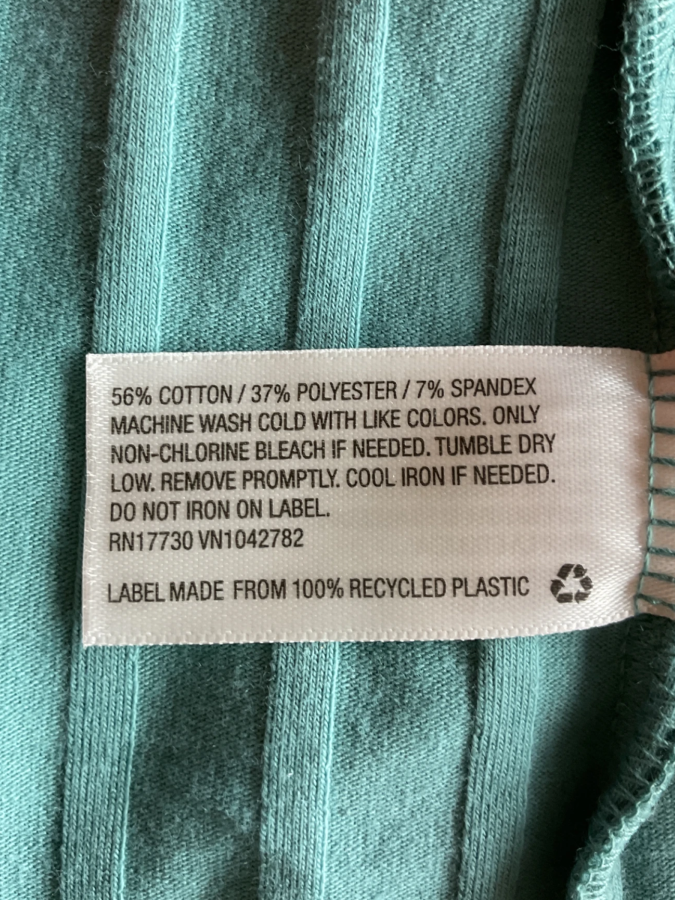 56% COTTON / 37% POLYESTER / 7% SPANDEX
MACHINE WASH COLD WITH LIKE COLORS. ONLY
NON-CHLORINE BLEACH IF NEEDED. TUMBLE DRY
LOW. REMOVE PROMPTLY. COOL IRON IF NEEDED.
DO NOT IRON ON LABEL.
RN17730 VN1042782
LABEL MADE FROM 100% RECYCLED PLASTIC